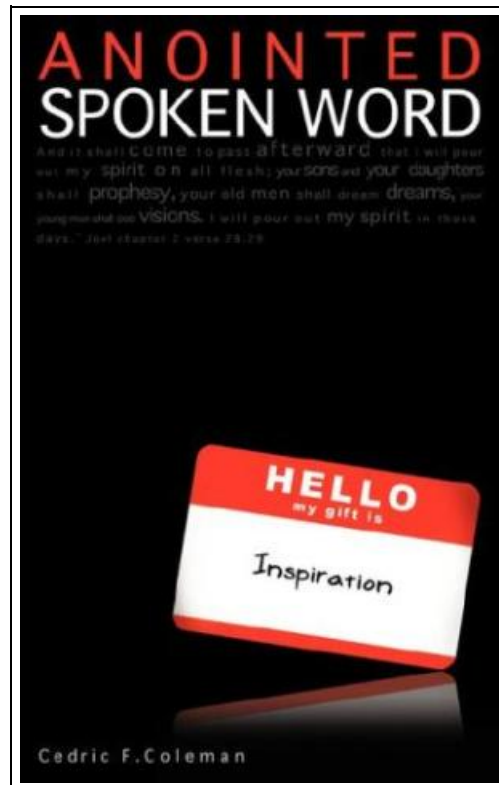 ANOINTED
SPOKEN WORD
And it shall come to pass afterward that i will pour
out my spirit on all flesh; your sons and your daughters
shall prophesy, your old men shall dream dreams, your
young men shall see visions. I will pour out my spirit in those
days." Joel chapter 2 verse 28,29
HELLO
my gift is
Inspiration
Cedric F.Coleman